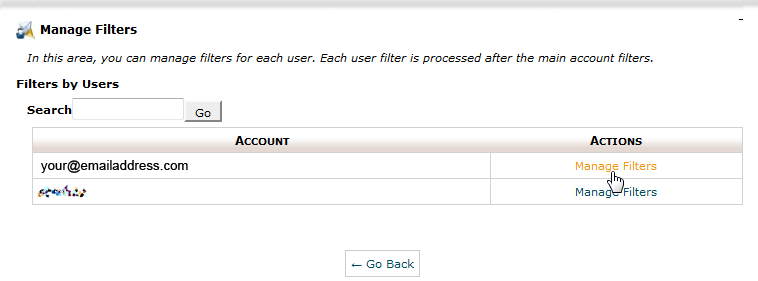 Manage Filters
In this area, you can manage filters for each user. Each user filter is processed after the main account filters.
Filters by Users
Search Go
ACCOUNT ACTIONS
your@emailaddress.com Manage Filters
Manage Filters
← Go Back